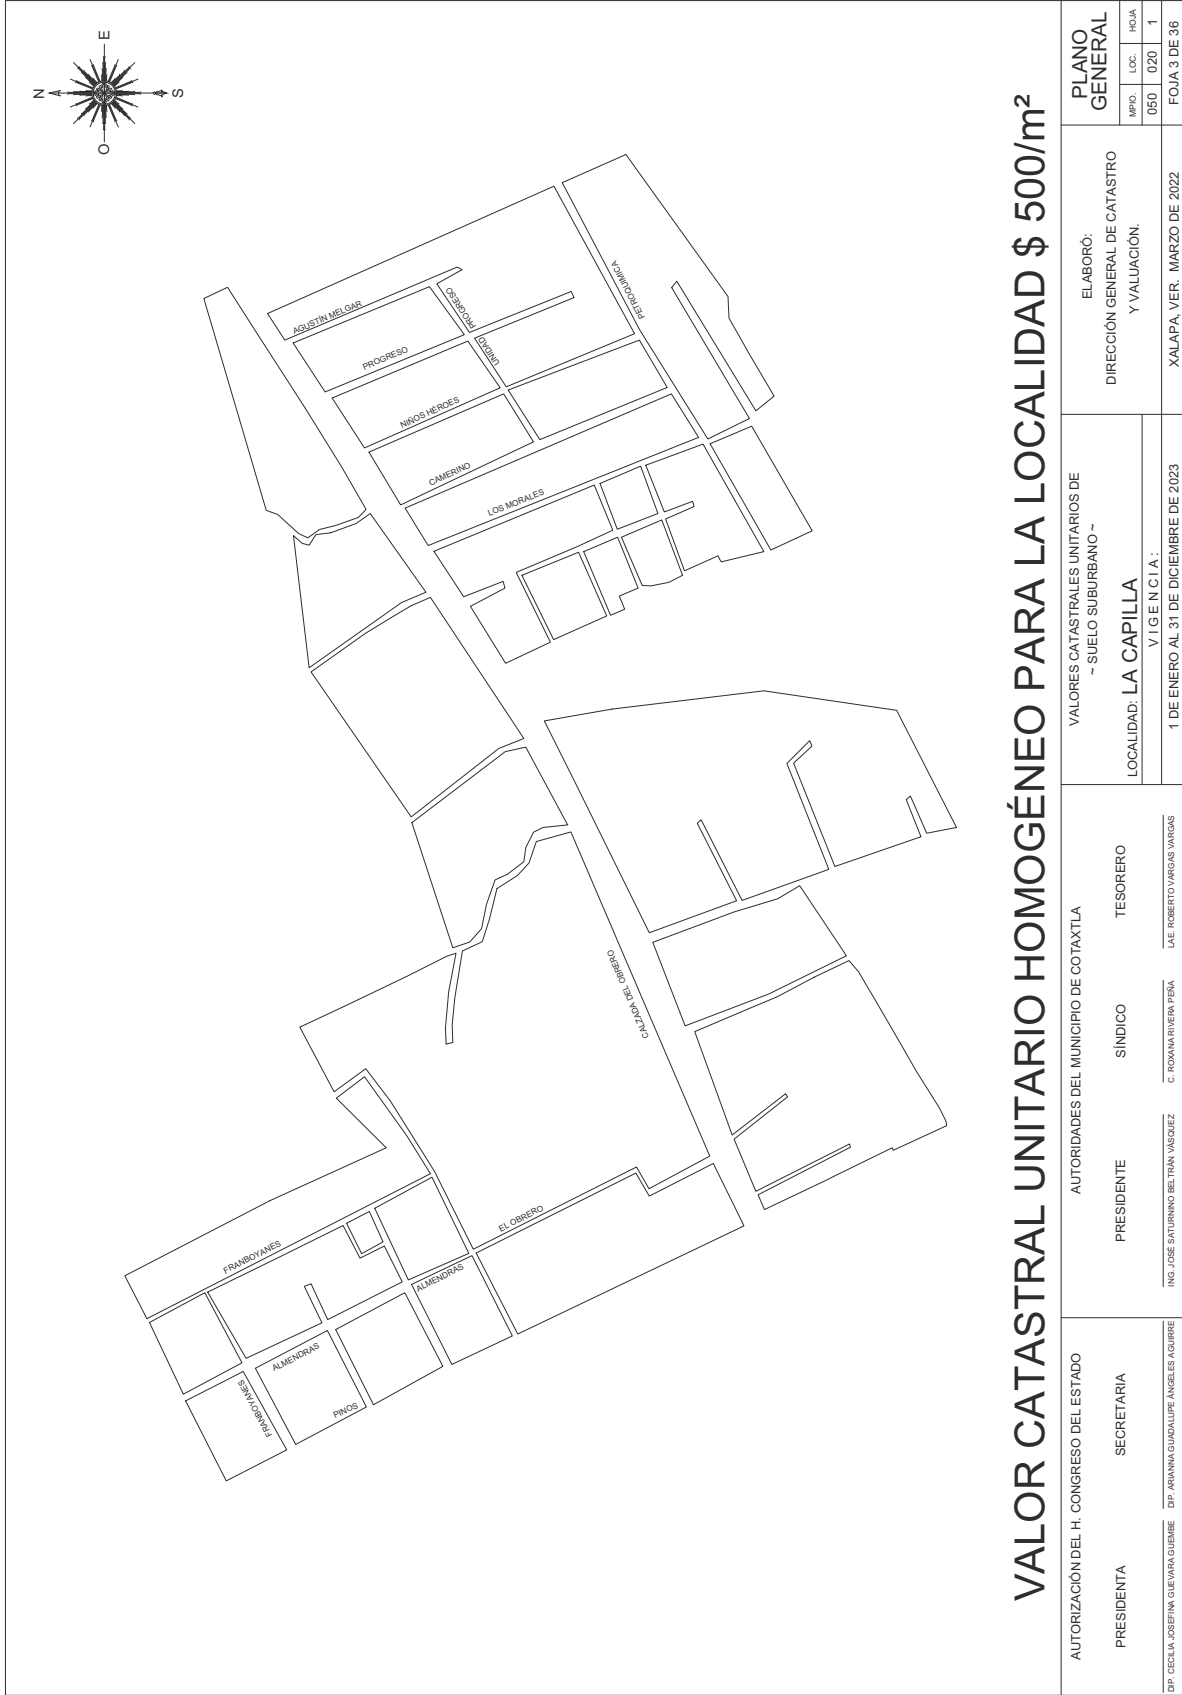 N
E
S
O
AGUSTÍN MELGAR
PROGRESO
PROGRESO
UNIDAD
NIÑOS HÉROES
CAMERINO
LOS MORALES
PETROQUIMICA
CALZADA DEL OBRERO
EL OBRERO
FRANBOYANES
ALMENDRAS
ALMENDRAS
PINOS
FRANBOYANES
VALOR CATASTRAL UNITARIO HOMOGÉNEO PARA LA LOCALIDAD $ 500/m²
AUTORIZACIÓN DEL H. CONGRESO DEL ESTADO
PRESIDENTA SECRETARIA
DIP. CECILIA JOSEFINA GUEVARA GUEMBE DIP. ARIANNA GUADALUPE ÁNGELES AGUIRRE
AUTORIDADES DEL MUNICIPIO DE COTAXTLA
PRESIDENTE SÍNDICO TESORERO
ING. JOSÉ SATURNINO BELTRÁN VÁSQUEZ C. ROXANA RIVERA PEÑA L.A.E. ROBERTO VARGAS VARGAS
VALORES CATASTRALES UNITARIOS DE
~ SUELO SUBURBANO ~
LOCALIDAD: LA CAPILLA
V I G E N C I A :
1 DE ENERO AL 31 DE DICIEMBRE DE 2023
ELABORÓ:
DIRECCIÓN GENERAL DE CATASTRO
Y VALUACIÓN.
XALAPA, VER. MARZO DE 2022
PLANO
GENERAL
MPIO. LOC. HOJA
050 020 1
FOJA 3 DE 36